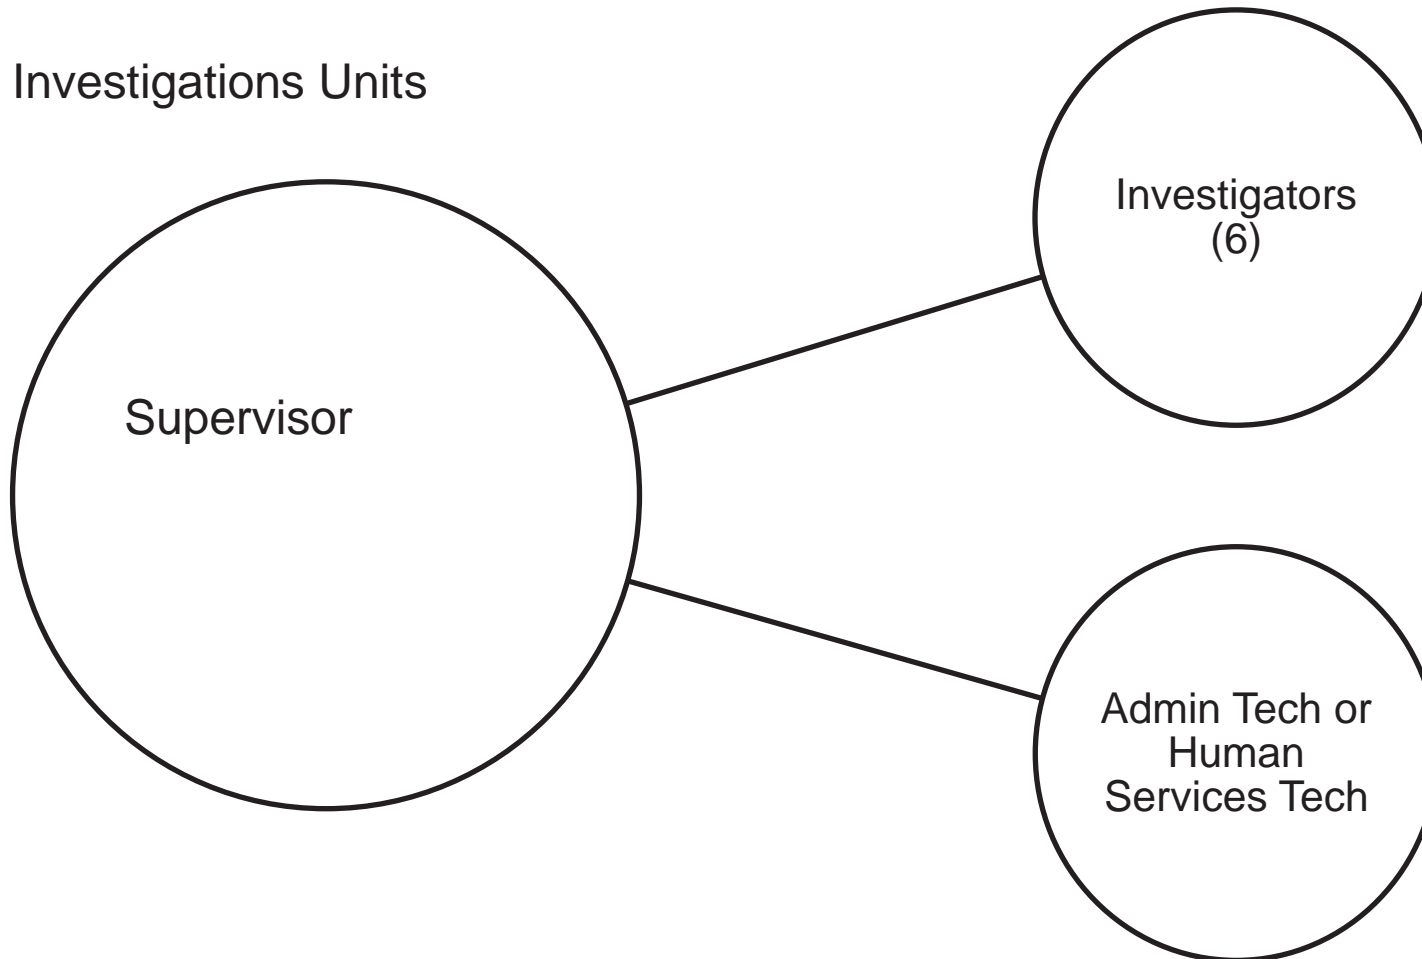 Investigations Units
Investigators
(6)
Supervisor
Admin Tech or
Human
Services Tech